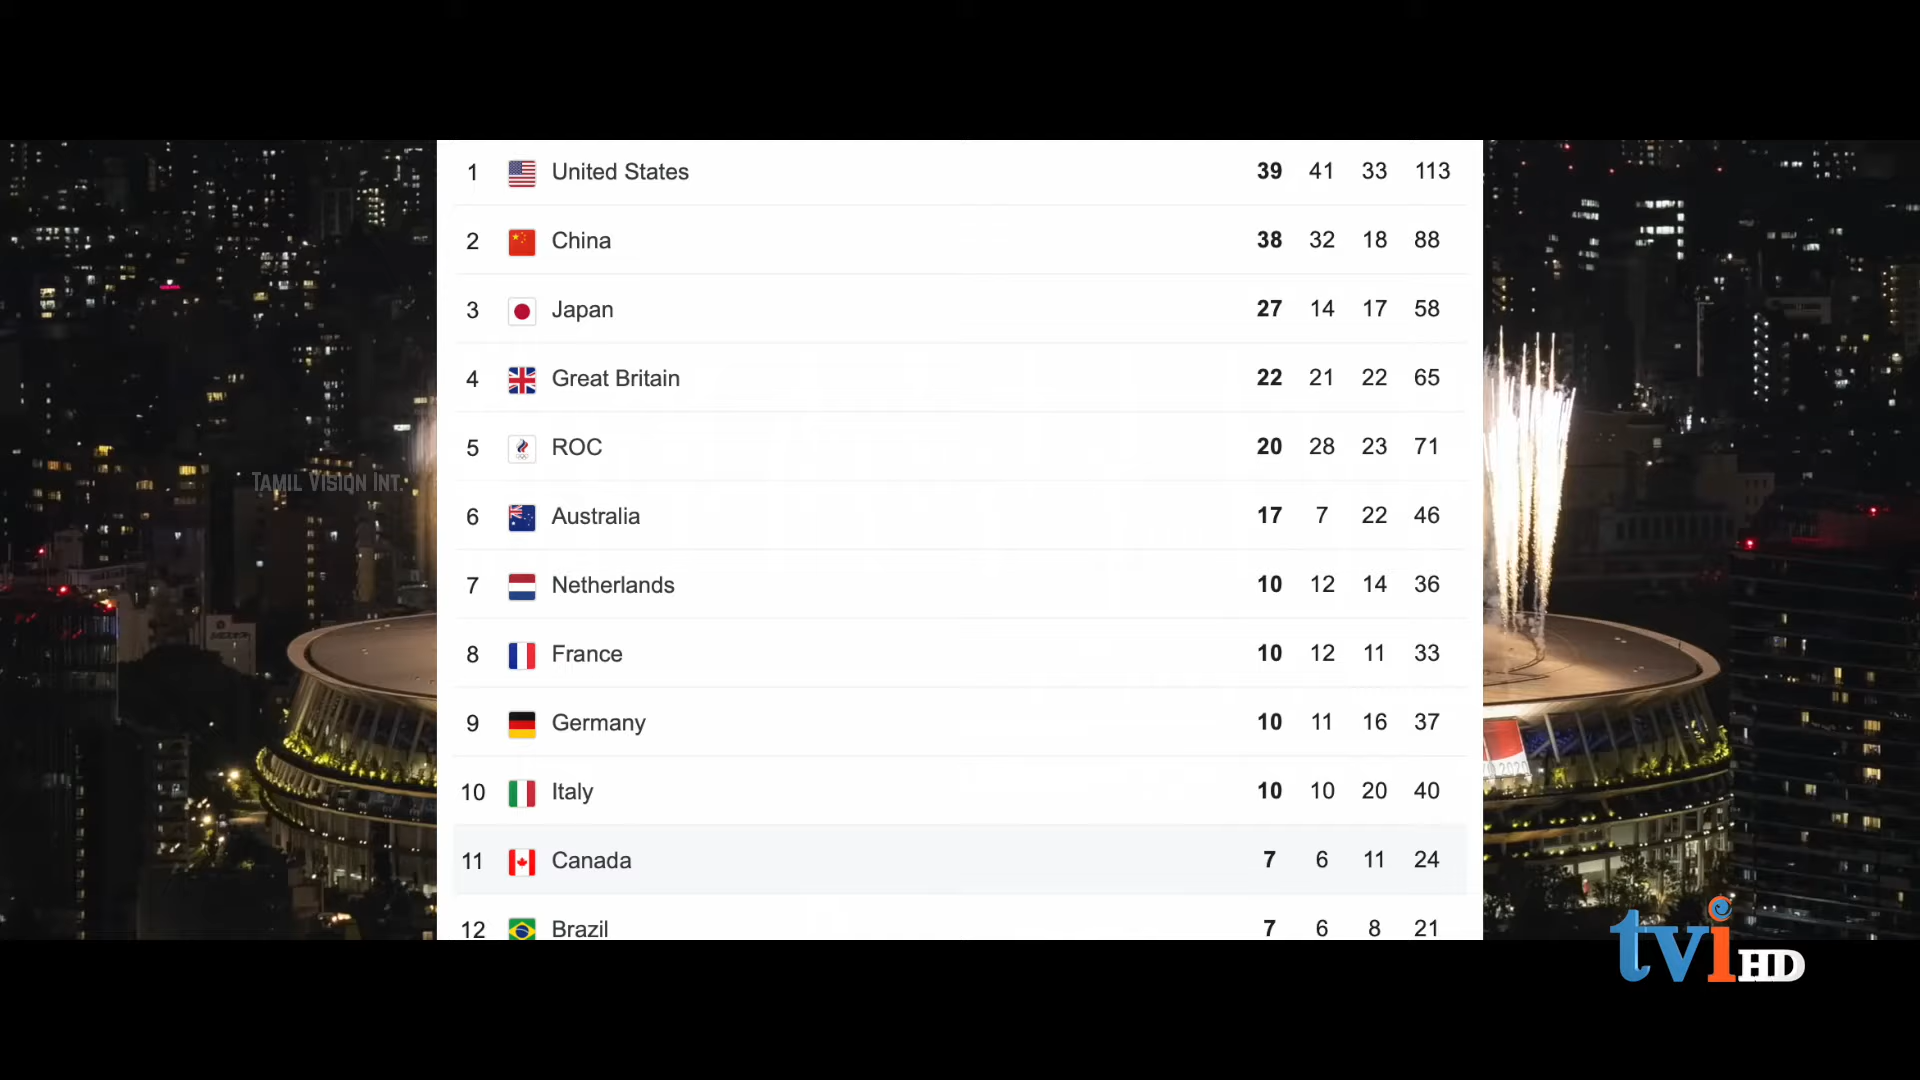 1 United States 39 41 33 113
2 China 38 32 18 88
3 Japan 27 14 17 58
4 Great Britain 22 21 22 65
5 ROC 20 28 23 71
TAMIL VISION INT.
6 Australia 17 7 22 46
7 Netherlands 10 12 14 36
8 France 10 12 11 33
9 Germany 10 11 16 37
10 Italy 10 10 20 40
11 Canada 7 6 11 24
12 Brazil 7 6 8 21
tvi HD